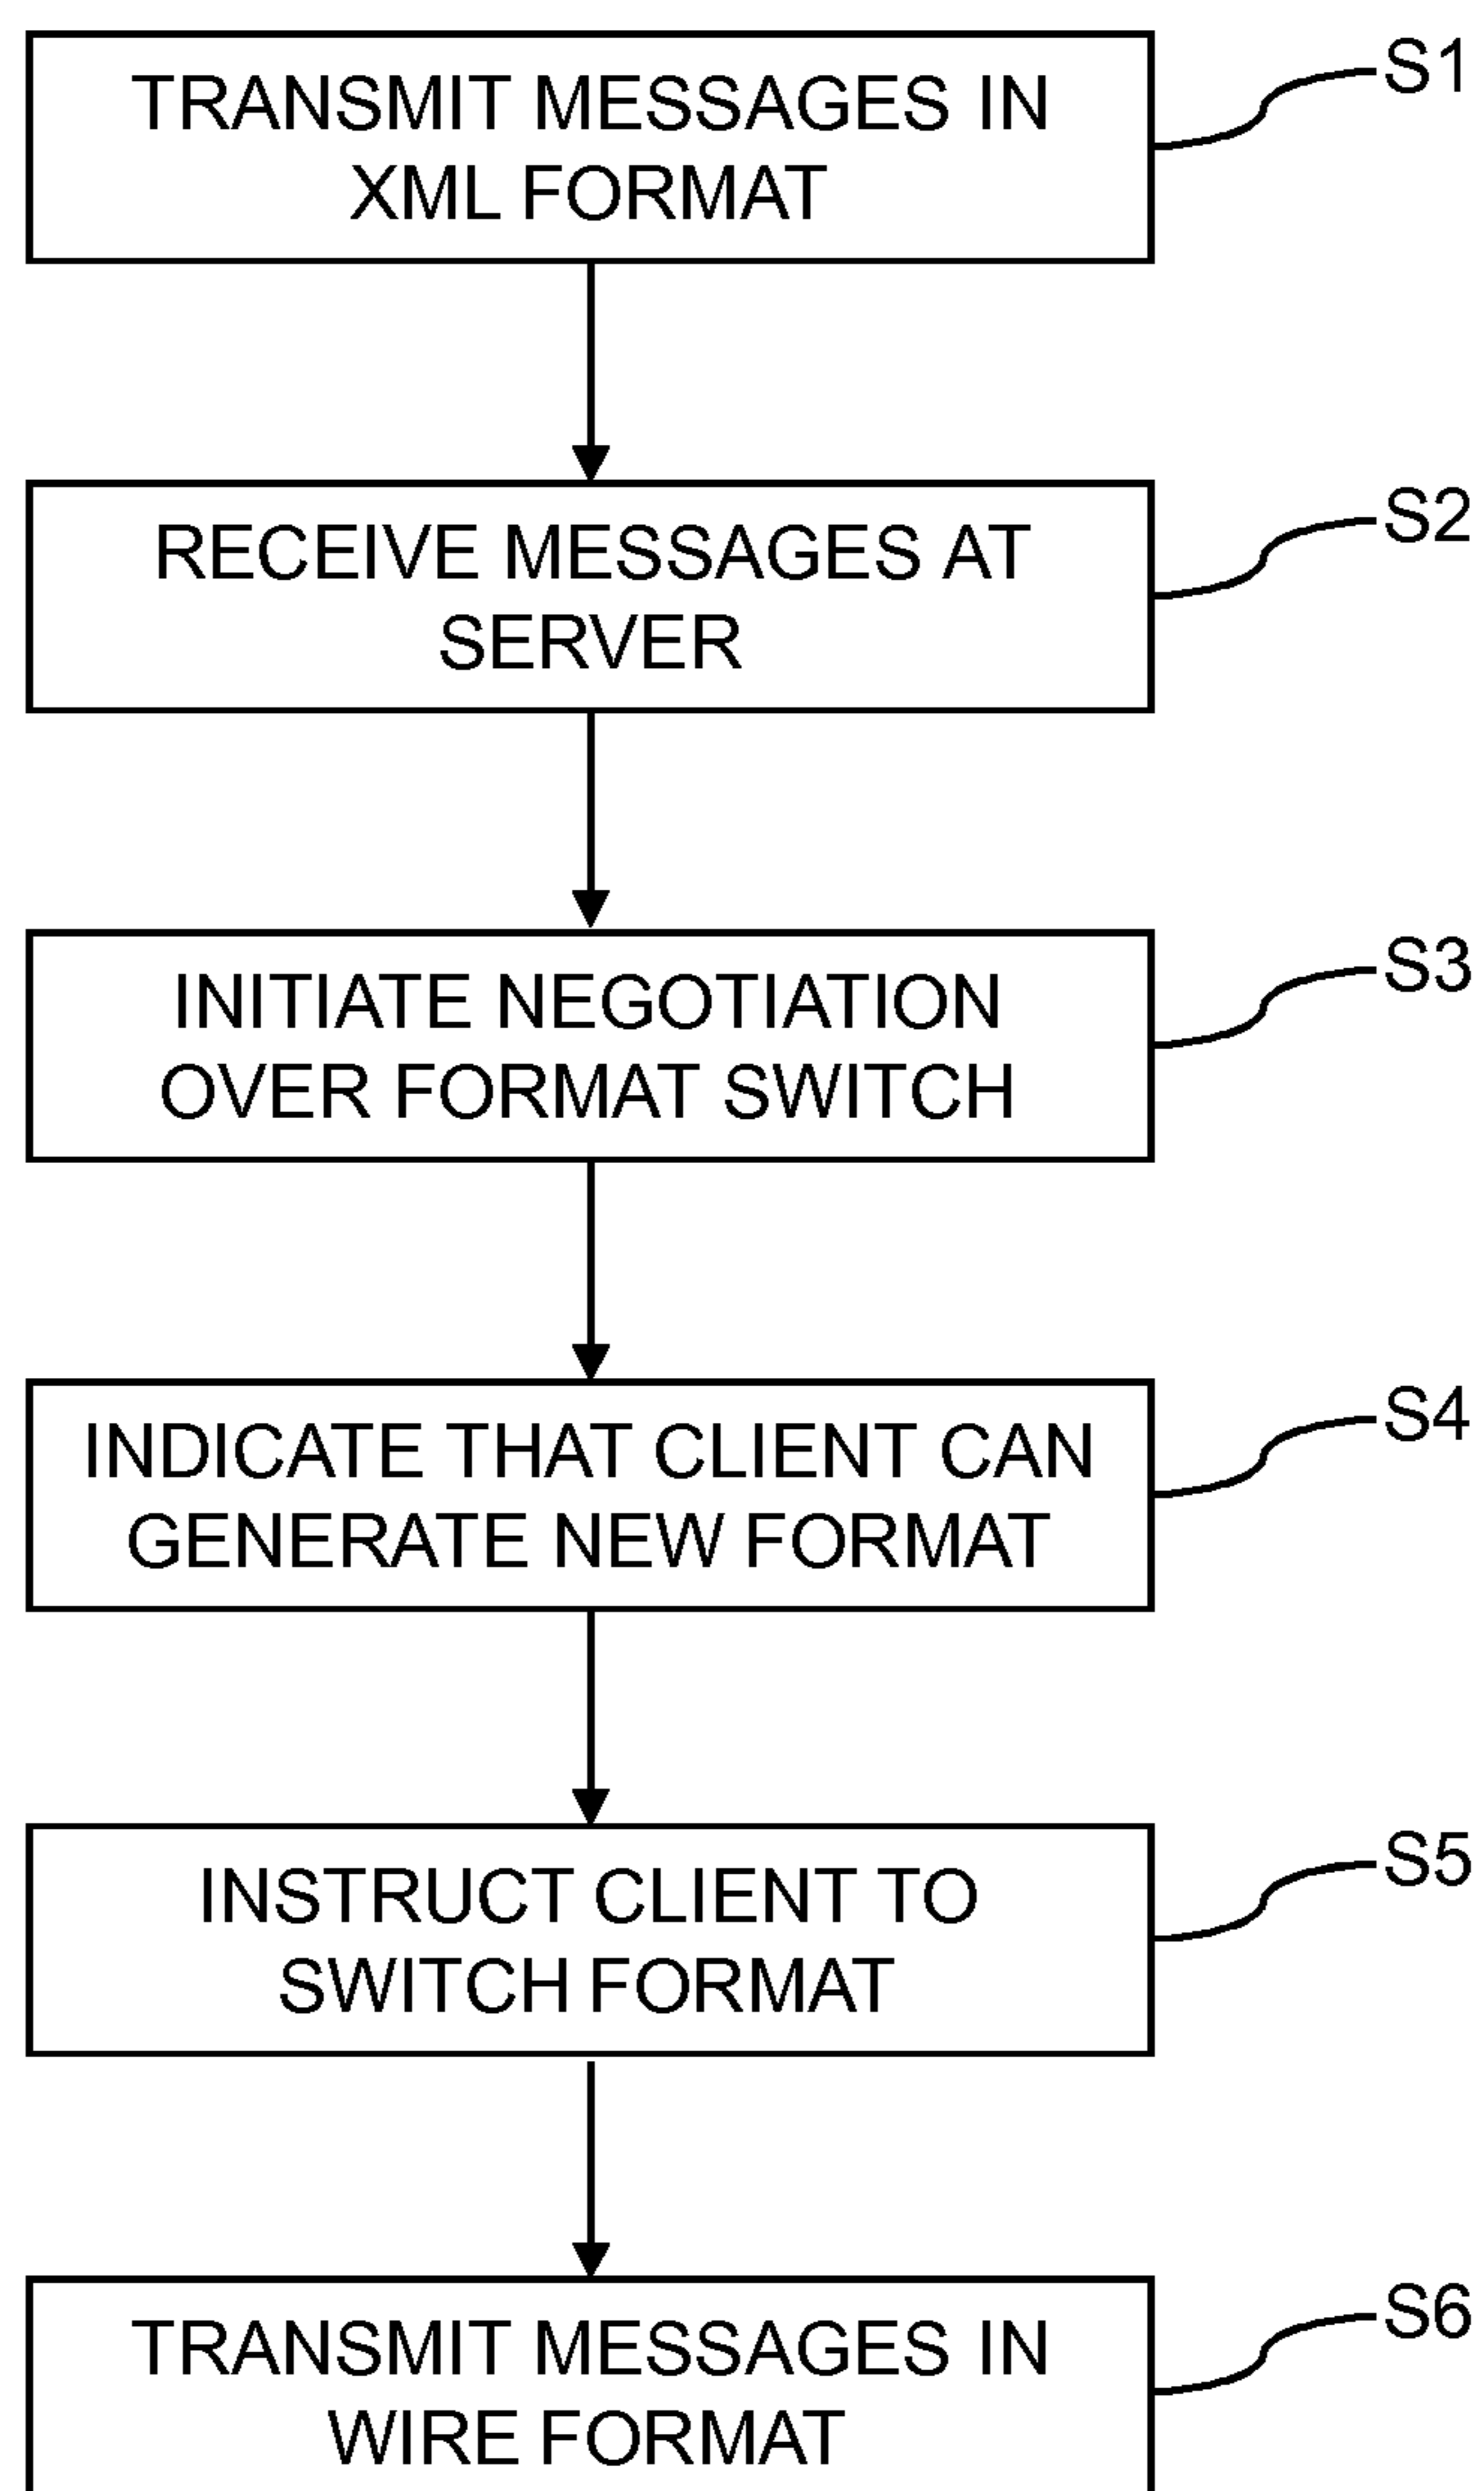 TRANSMIT MESSAGES IN
XML FORMAT
S1
RECEIVE MESSAGES AT
SERVER
S2
INITIATE NEGOTIATION
OVER FORMAT SWITCH
S3
INDICATE THAT CLIENT CAN
GENERATE NEW FORMAT
S4
INSTRUCT CLIENT TO
SWITCH FORMAT
S5
TRANSMIT MESSAGES IN
WIRE FORMAT
S6